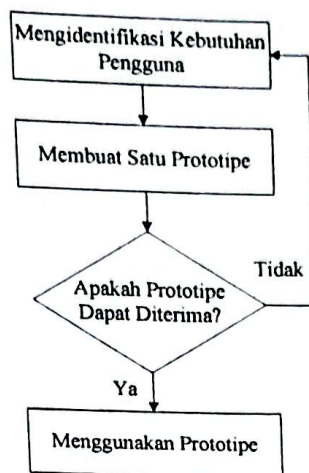 Mengidentifikasi Kebutuhan
Pengguna
Membuat Satu Prototipe
Apakah Prototipe
Dapat Diterima?
Tidak
Ya
Menggunakan Prototipe